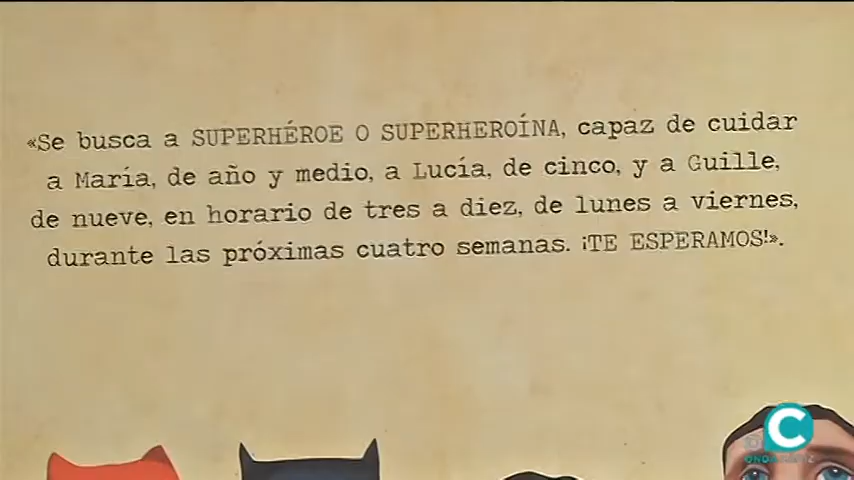 «Se busca a SUPERHÉROE O SUPERHEROÍNA, capaz de cuidar
a María, de año y medio, a Lucía, de cinco, y a Guille,
de nueve, en horario de tres a diez, de lunes a viernes,
durante las próximas cuatro semanas. ¡TE ESPERAMOS!».
C